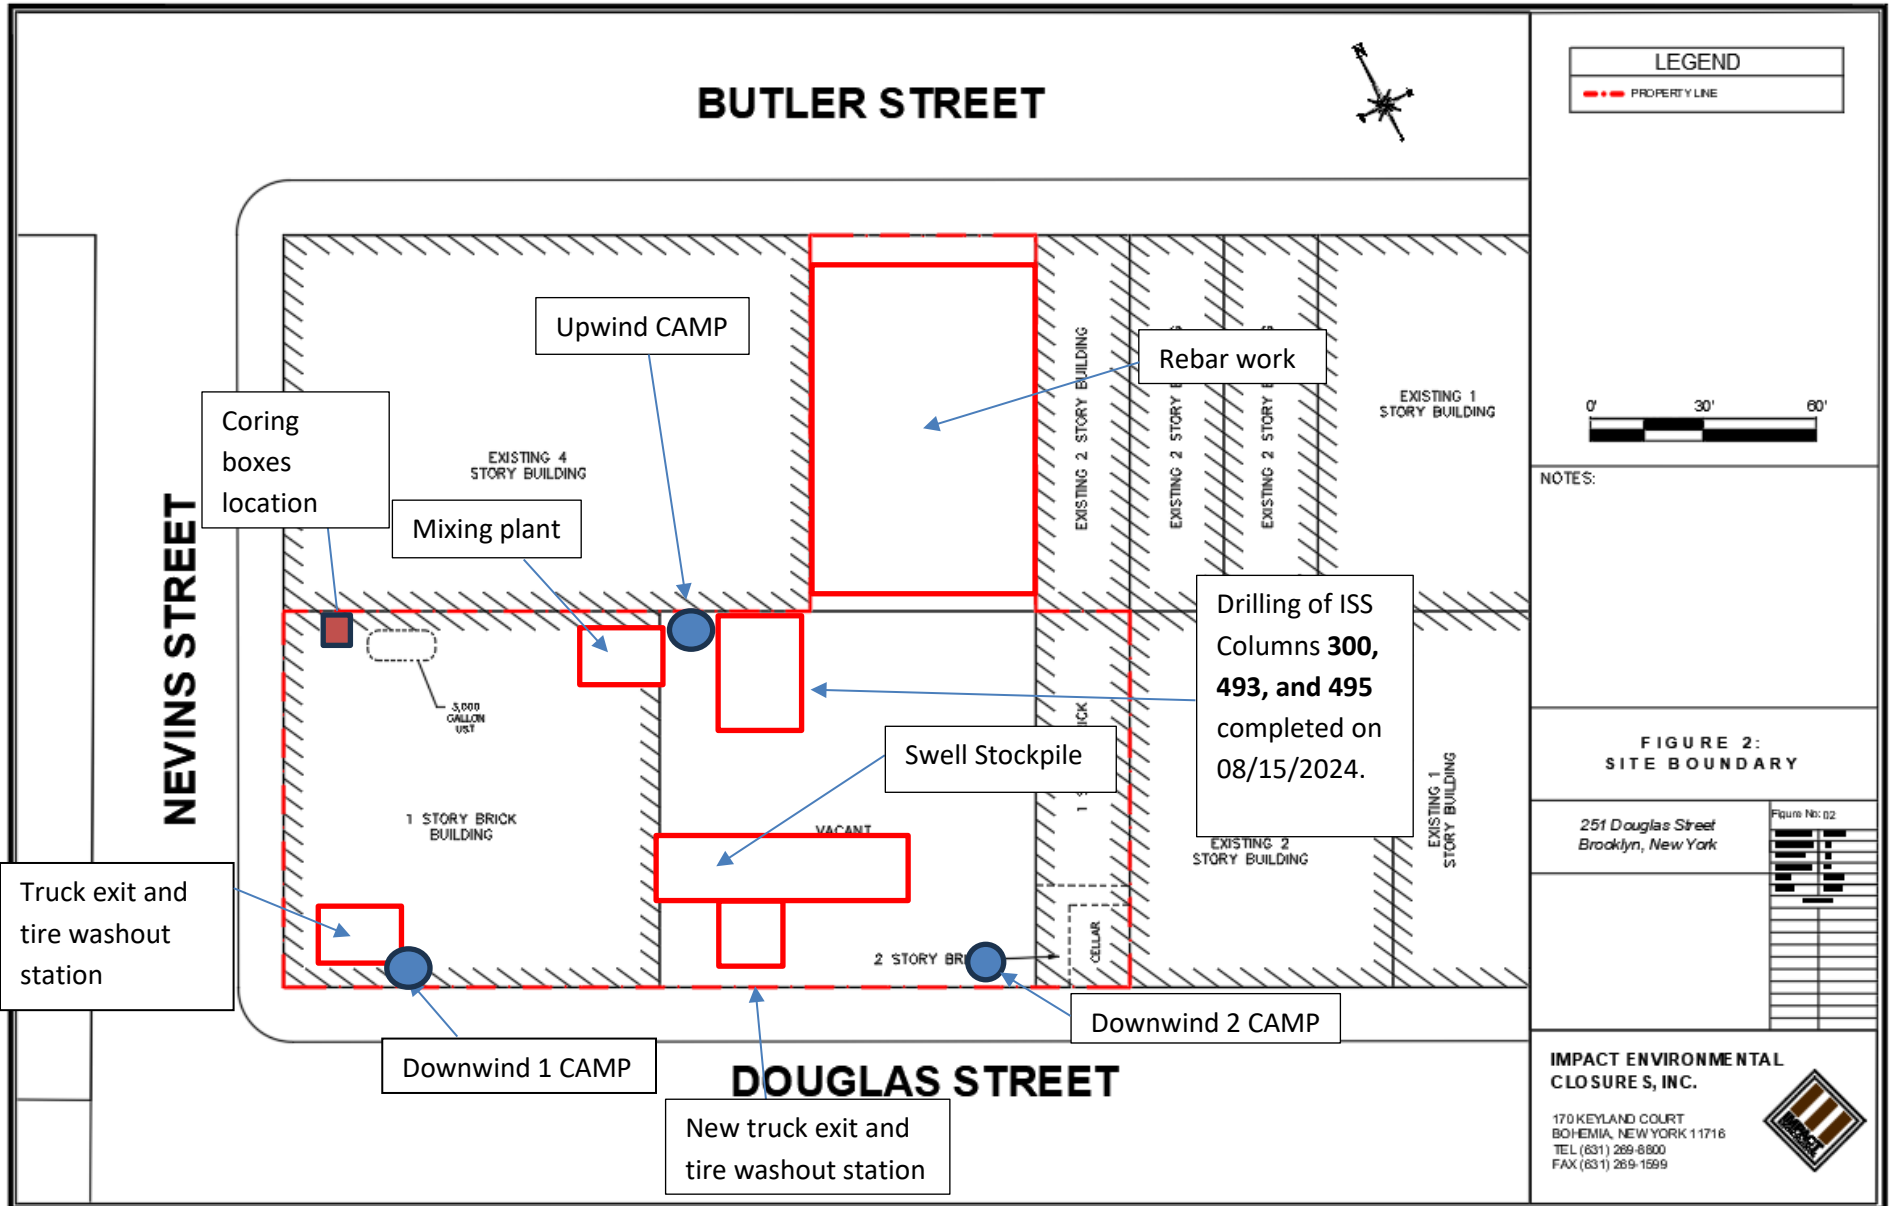 BUTLER STREET
N
LEGEND
PROPERTY LINE
Upwind CAMP
Rebar work
EXISTING 2 STORY BUILDING
EXISTING 2 STORY
EXISTING 2 STORY
EXISTING 1
STORY BUILDING
0' 30' 60'
Coring
boxes
location
EXISTING 4
STORY BUILDING
Mixing plant
NOTES:
NEVINS STREET
Drilling of ISS
Columns 300,
493, and 495
completed on
08/15/2024.
GALLON
UST
Swell Stockpile
1 STORY BRICK
BUILDING
VACANT
EXISTING 2
STORY BUILDING
EXISTING 1
STORY BUILDING
FIGURE 2:
SITE BOUNDARY
251 Douglas Street
Brooklyn, New York
Figure No: 02
Truck exit and
tire washout
station
2 STORY
CELLAR
Downwind 2 CAMP
Downwind 1 CAMP
DOUGLAS STREET
New truck exit and
tire washout station
IMPACT ENVIRONMENTAL
CLOSURES, INC.
170 KEYLAND COURT
BOHEMIA, NEW YORK 11716
TEL (631) 269-8800
FAX (631) 269-1599
IMPACT